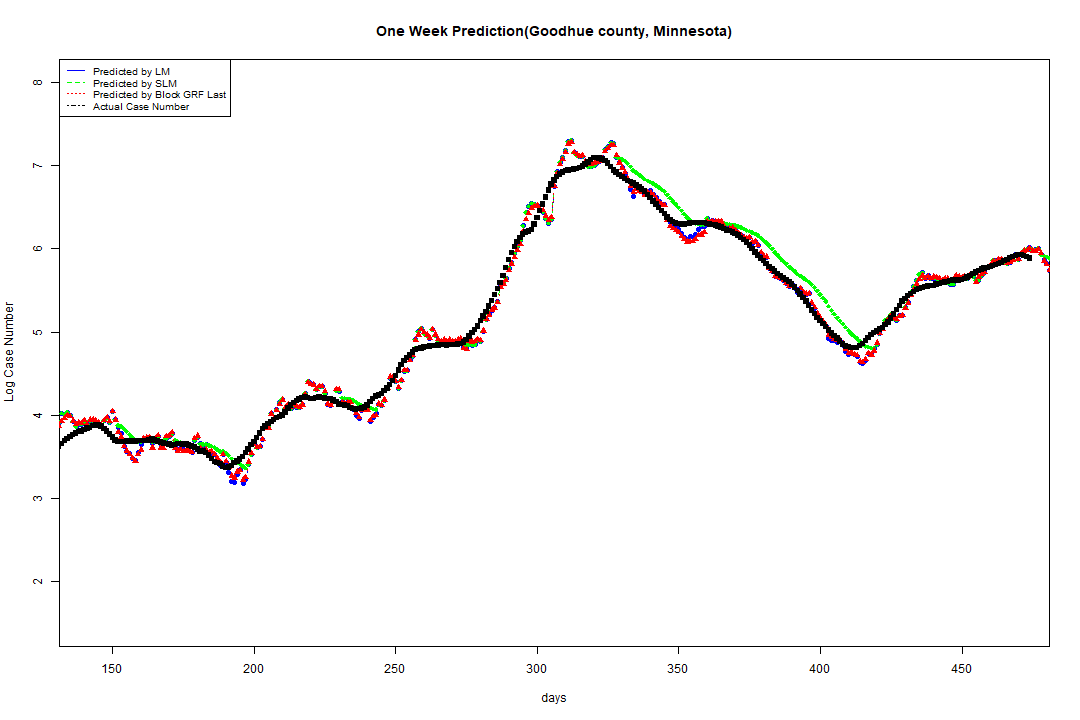 One Week Prediction(Goodhue county, Minnesota)
Predicted by LM
Predicted by SLM
Predicted by Block GRF Last
Actual Case Number
8
7
6
5
4
3
2
Log Case Number
150 200 250 300 350 400 450
days